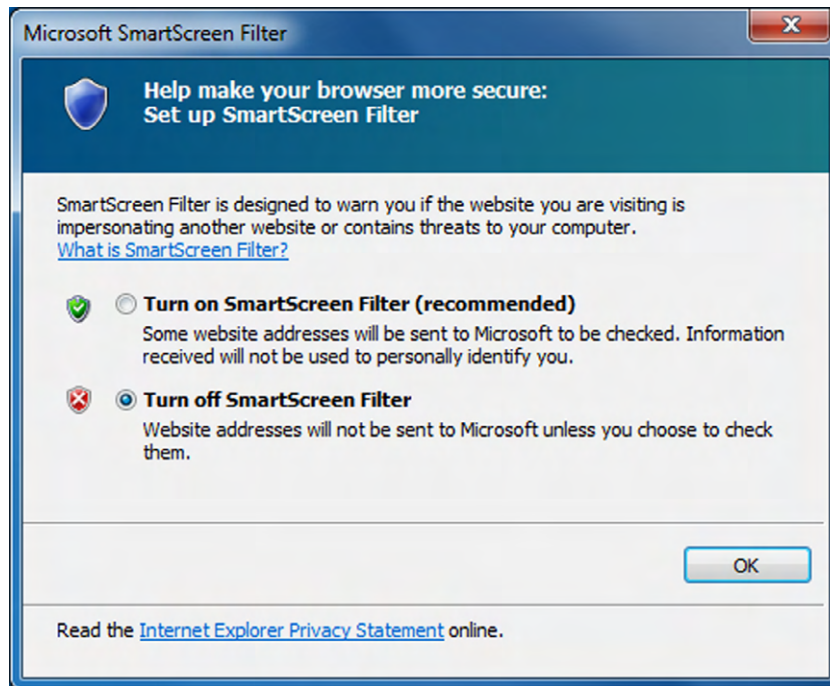 Microsoft SmartScreen Filter
Help make your browser more secure:
Set up SmartScreen Filter
SmartScreen Filter is designed to warn you if the website you are visiting is
impersonating another website or contains threats to your computer.
What is SmartScreen Filter?
Turn on SmartScreen Filter (recommended)
Some website addresses will be sent to Microsoft to be checked. Information
received will not be used to personally identify you.
Turn off SmartScreen Filter
Website addresses will not be sent to Microsoft unless you choose to check
them.
OK
Read the Internet Explorer Privacy Statement online.